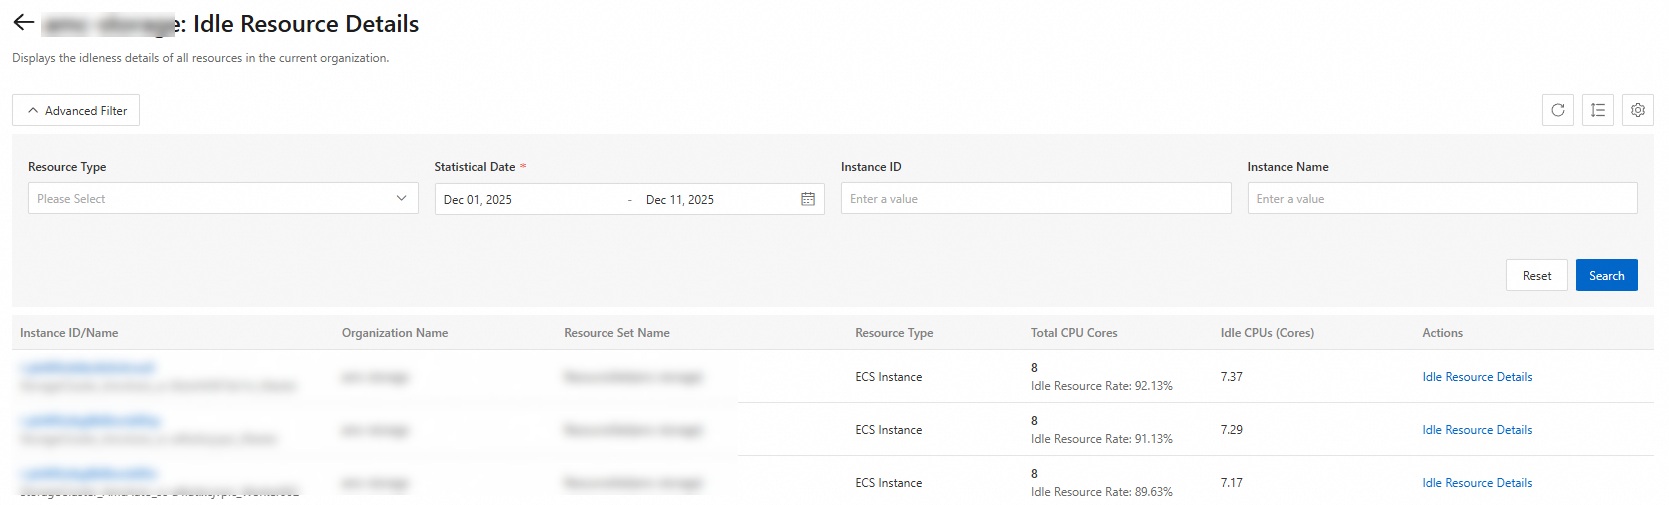 : Idle Resource Details
Displays the idleness details of all resources in the current organization.
Advanced Filter
Resource Type
Statistical Date *
Instance ID
Instance Name
Please Select
Dec 01, 2025 - Dec 11, 2025
Enter a value
Enter a value
Reset
Search
Instance ID/Name
Organization Name
Resource Set Name
Resource Type
Total CPU Cores
Idle CPUs (Cores)
Actions
ECS Instance
8
Idle Resource Rate: 92.13%
7.37
Idle Resource Details
ECS Instance
8
Idle Resource Rate: 91.13%
7.29
Idle Resource Details
ECS Instance
8
Idle Resource Rate: 89.63%
7.17
Idle Resource Details